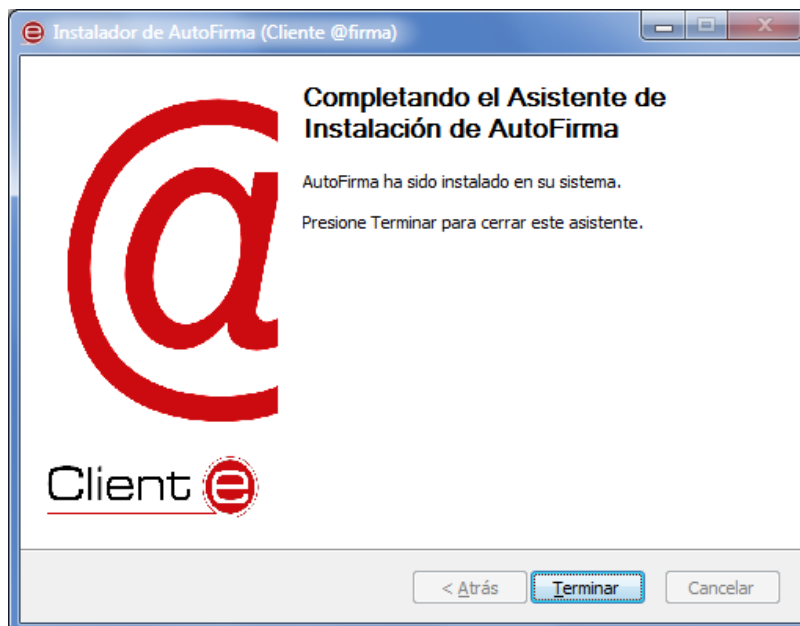 Instalador de AutoFirma (Cliente @firma)
Completando el Asistente de
Instalación de AutoFirma
AutoFirma ha sido instalado en su sistema.
Presione Terminar para cerrar este asistente.
@
Client e
< Atrás
Terminar
Cancelar